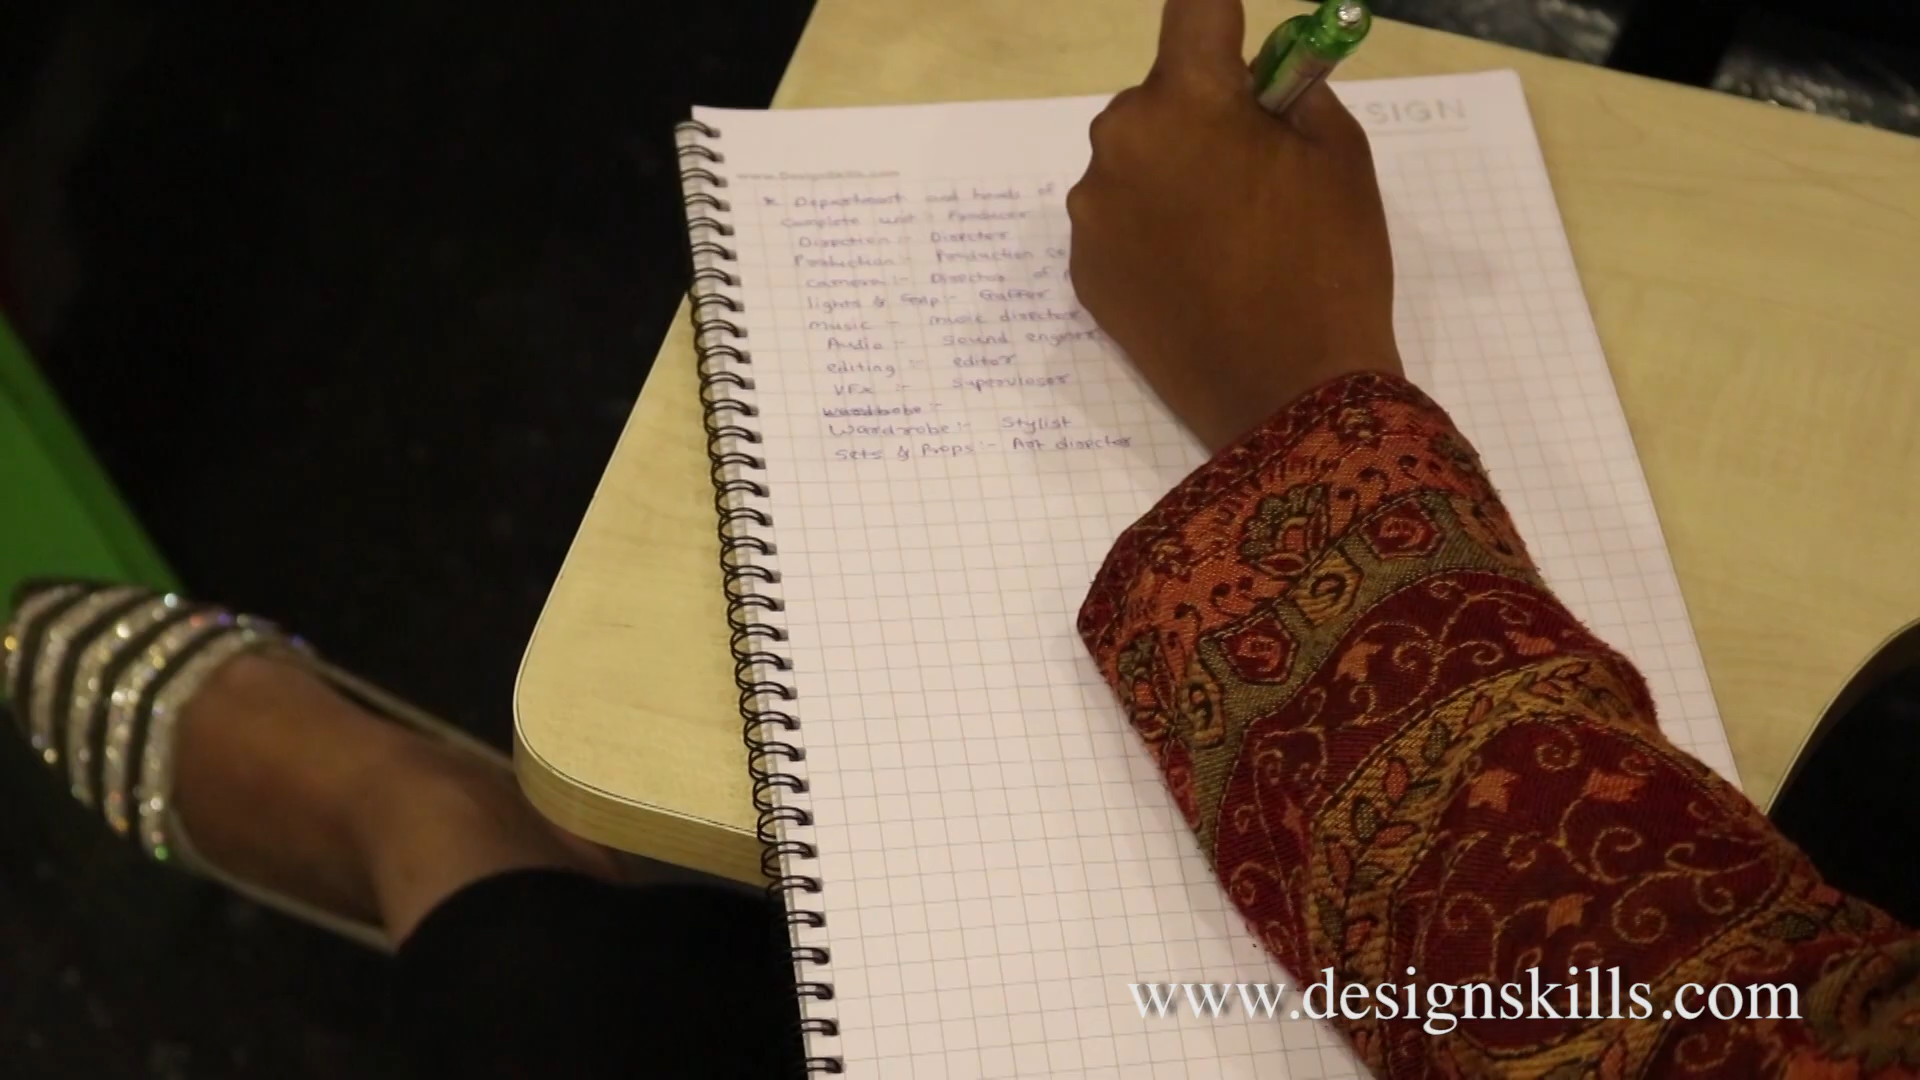 SIGN
www.DesignSkills.com
* Department and heads of
Complete unit :- Producer
Direction :- Director
Production :- Production
Camera :- Director of
lights & Grip :- Gaffer
Music :- Music director
Audio :- Sound
editing :- editor
VFx :- Supervisor
Wardrobe :- Stylist
Sets & Props :- Art director
www.designskills.com